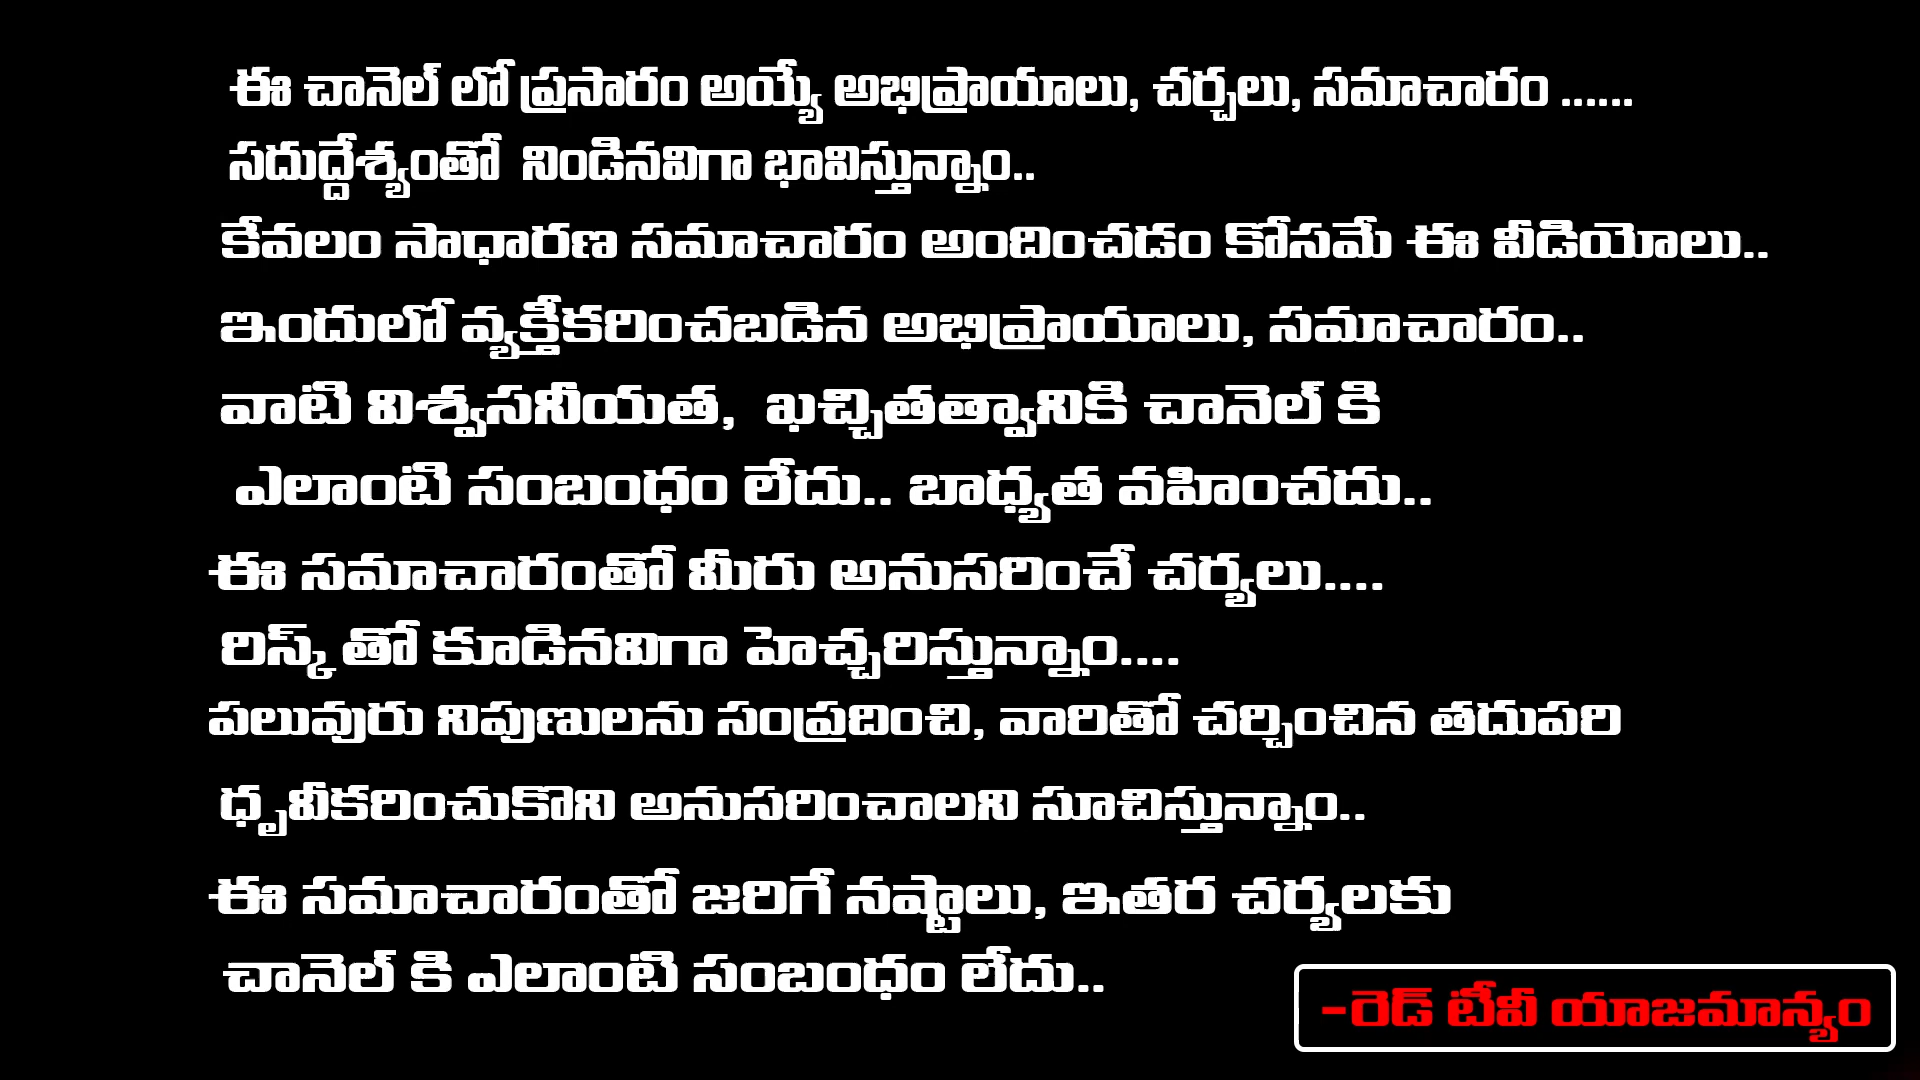 ఈ చానెల్ లో ప్రసారం అయ్యే అభిప్రాయాలు, చర్చలు, సమాచారం ......
సదుద్దేశ్యంతో నిండినవిగా భావిస్తున్నాం..
కేవలం సాధారణ సమాచారం అందించడం కోసమే ఈ వీడియోలు..
ఇందులో వ్యక్తీకరించబడిన అభిప్రాయాలు, సమాచారం..
వాటి విశ్వసనీయత, ఖచ్చితత్వానికి చానెల్ కి
ఎలాంటి సంబంధం లేదు.. బాధ్యత వహించదు..
ఈ సమాచారంతో మీరు అనుసరించే చర్యలు....
రిస్క్ తో కూడినవిగా హెచ్చరిస్తున్నాం....
పలువురు నిపుణులను సంప్రదించి, వారితో చర్చించిన తదుపరి
ధృవీకరించుకొని అనుసరించాలని సూచిస్తున్నాం..
ఈ సమాచారంతో జరిగే నష్టాలు, ఇతర చర్యలకు
చానెల్ కి ఎలాంటి సంబంధం లేదు..
-రెడ్ టీవీ యాజమాన్యం